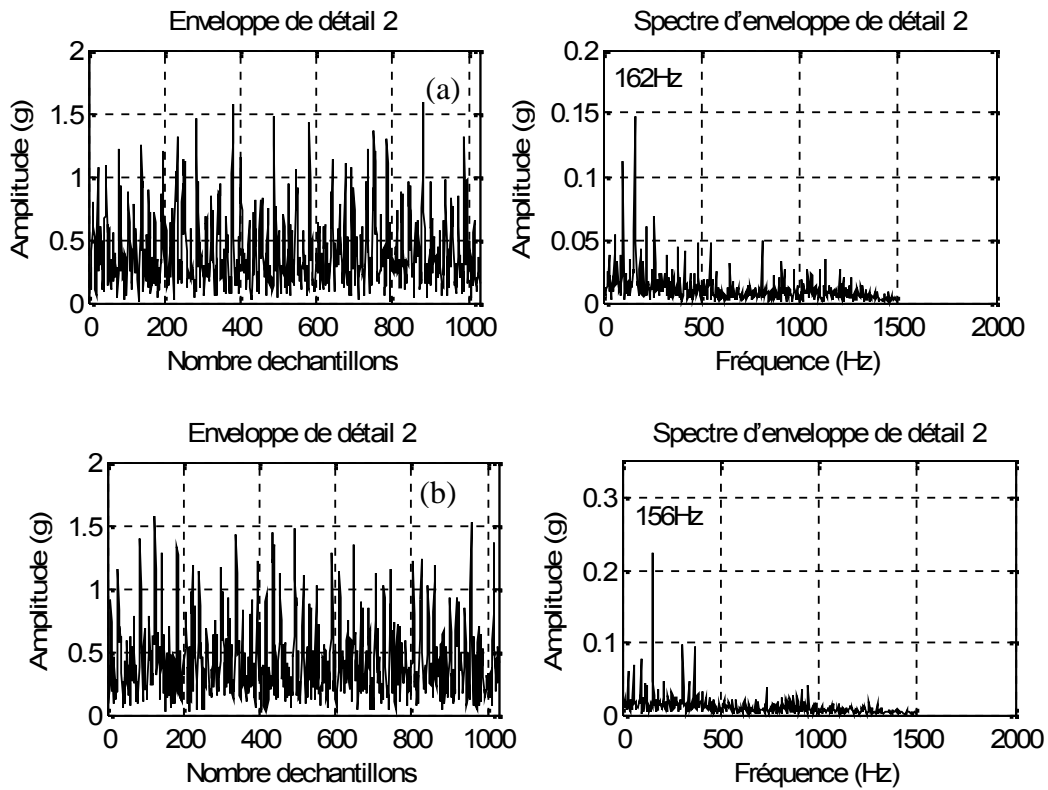 Enveloppe de détail 2
Amplitude (g)
2
1.5
1
0.5
0
(a)
0 200 400 600 800 1000
Nombre dechantillons
Spectre d'enveloppe de détail 2
Amplitude (g)
0.2
0.15
0.1
0.05
0
162Hz
0 500 1000 1500 2000
Fréquence (Hz)
Enveloppe de détail 2
Amplitude (g)
2
1.5
1
0.5
0
(b)
0 200 400 600 800 1000
Nombre dechantillons
Spectre d'enveloppe de détail 2
Amplitude (g)
0.3
0.2
0.1
0
156Hz
0 500 1000 1500 2000
Fréquence (Hz)